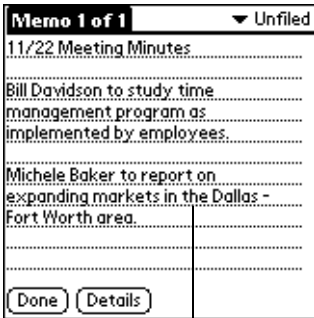 Memo 1 of 1
Unfiled
11/22 Meeting Minutes
Bill Davidson to study time
management program as
implemented by employees.
Michele Baker to report on
expanding markets in the Dallas -
Fort Worth area.
Done Details